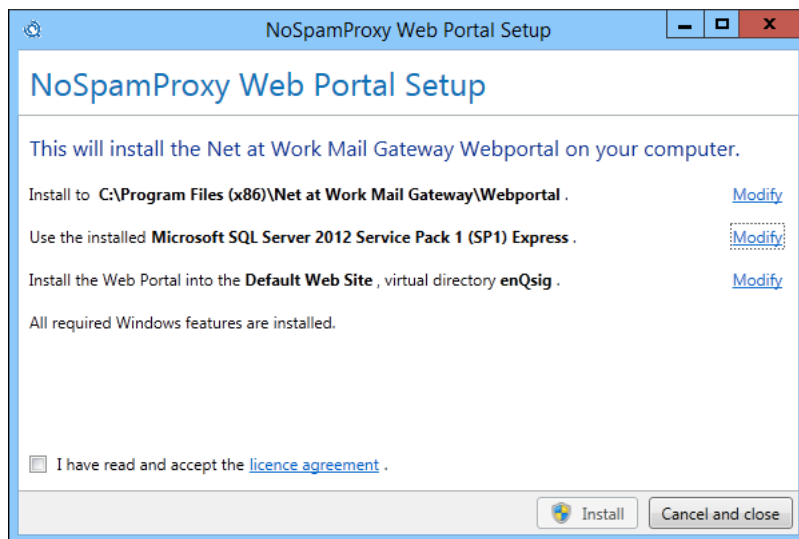 NoSpamProxy Web Portal Setup
NoSpamProxy Web Portal Setup
This will install the Net at Work Mail Gateway Webportal on your computer.
Install to C:\Program Files (x86)\Net at Work Mail Gateway\Webportal . Modify
Use the installed Microsoft SQL Server 2012 Service Pack 1 (SP1) Express . Modify
Install the Web Portal into the Default Web Site , virtual directory enQsig . Modify
All required Windows features are installed.
I have read and accept the licence agreement .
Install Cancel and close